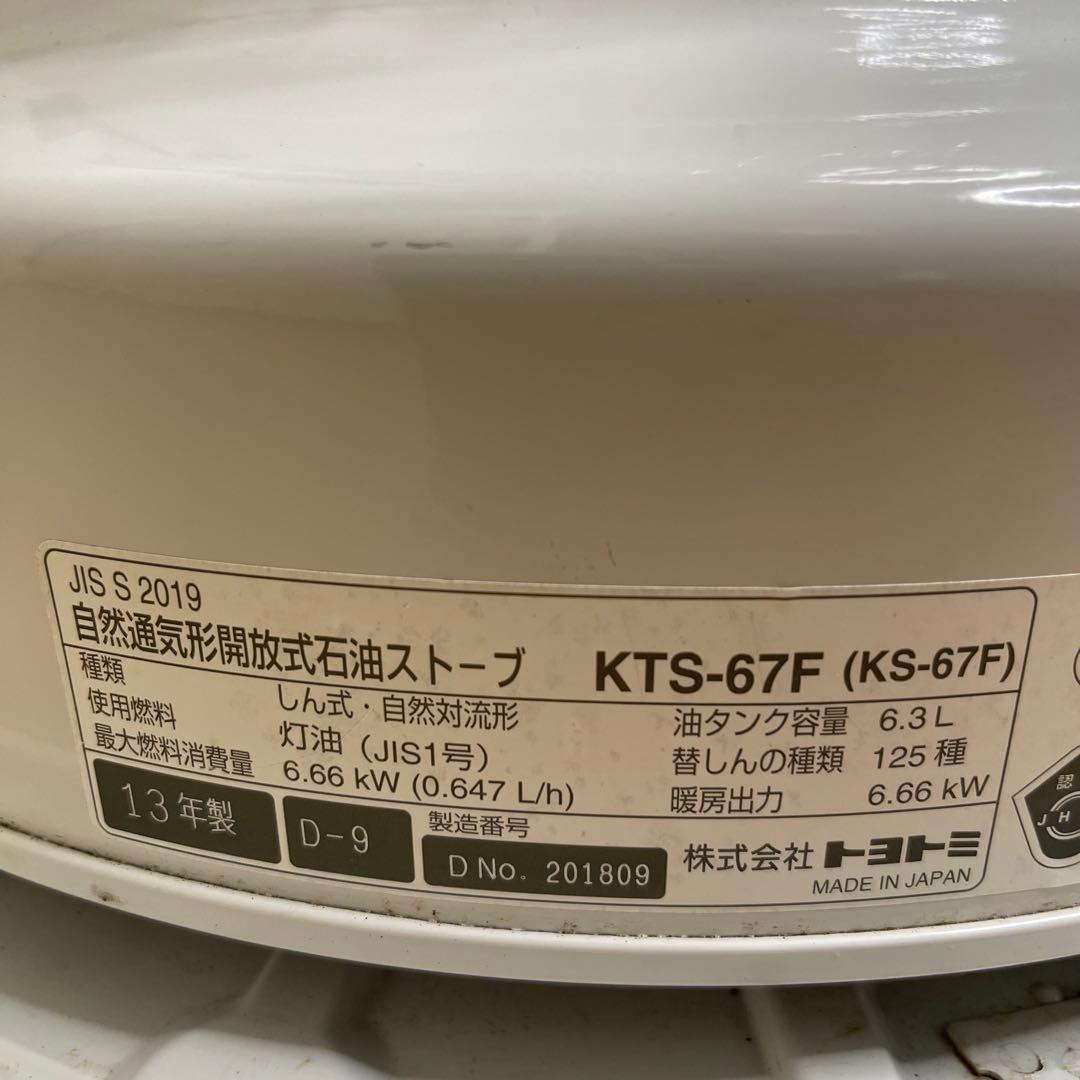 JIS S 2019
自然通気形開放式石油ストーブ KTS-67F (KS-67F)
種類 しん式・自然対流形 油タンク容量 6.3 L
使用燃料 灯油（JIS1号） 替しんの種類 125 種
最大燃料消費量 6.66 kW (0.647 L/h) 暖房出力 6.66 kW
13年製 D-9 製造番号 D No. 201809
株式会社 トヨトミ
MADE IN JAPAN
認
JH